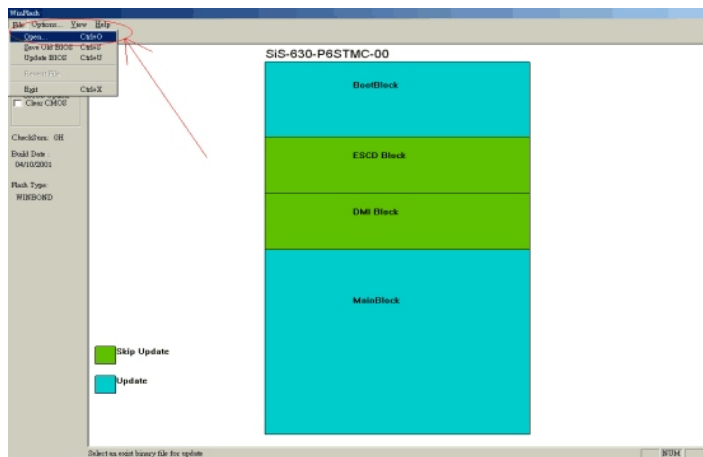 WinFlash
File Options... View Help
Open... Ctrl+O
Save Old BIOS Ctrl+S
Update BIOS Ctrl+U
Recent File
Exit Ctrl+X
Clear CMOS
CheckSum: 0H
Build Date:
04/10/2001
Flash Type:
WINBOND
SiS-630-P6STMC-00
BootBlock
ESCD Block
DMI Block
MainBlock
Skip Update
Update
Select an exist binary file for update
NUM